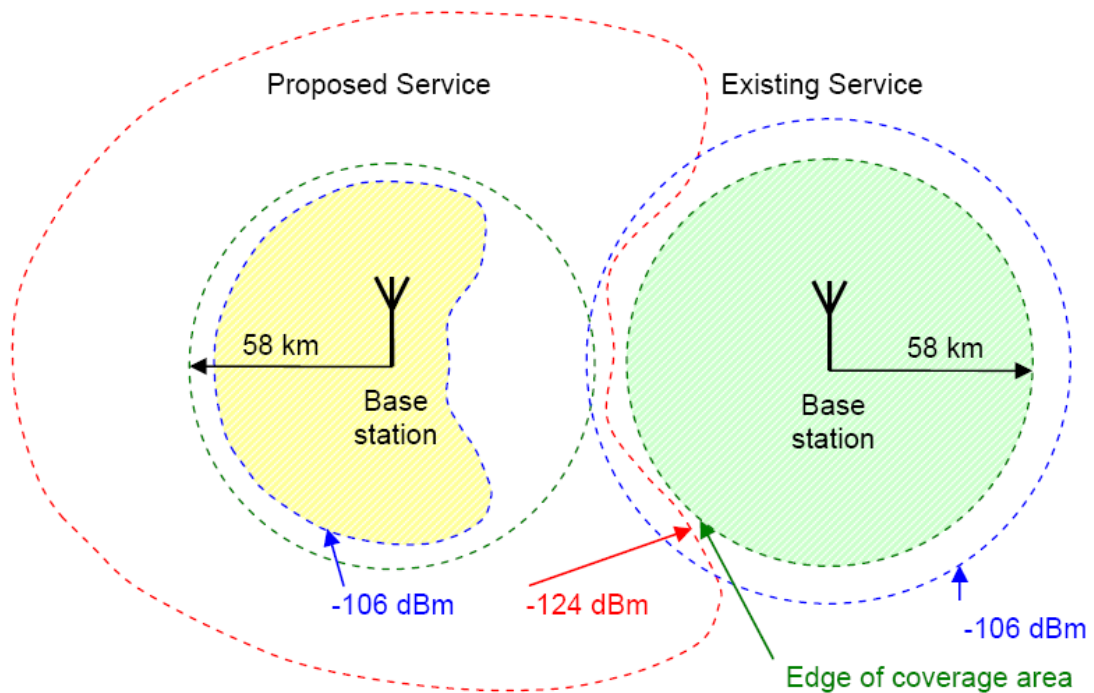 Proposed Service
Existing Service
58 km
Base
station
58 km
Base
station
-106 dBm
-124 dBm
-106 dBm
Edge of coverage area